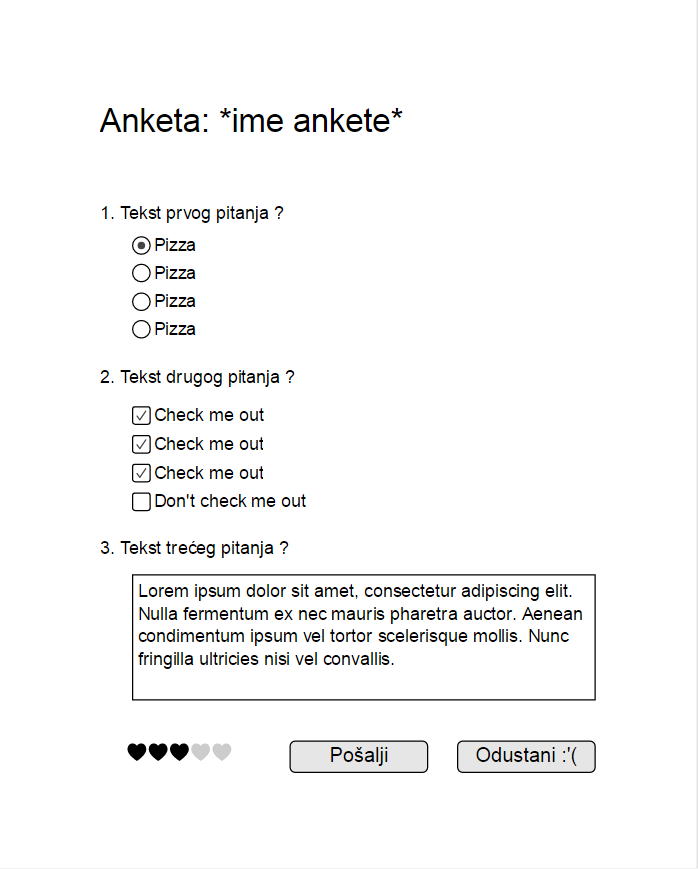 Anketa: *ime ankete*
1. Tekst prvog pitanja ?
Pizza
Pizza
Pizza
Pizza
2. Tekst drugog pitanja ?
Check me out
Check me out
Check me out
Don't check me out
3. Tekst trećeg pitanja ?
Lorem ipsum dolor sit amet, consectetur adipiscing elit.
Nulla fermentum ex nec mauris pharetra auctor. Aenean
condimentum ipsum vel tortor scelerisque mollis. Nunc
fringilla ultricies nisi vel convallis.
Pošalji
Odustani :'(